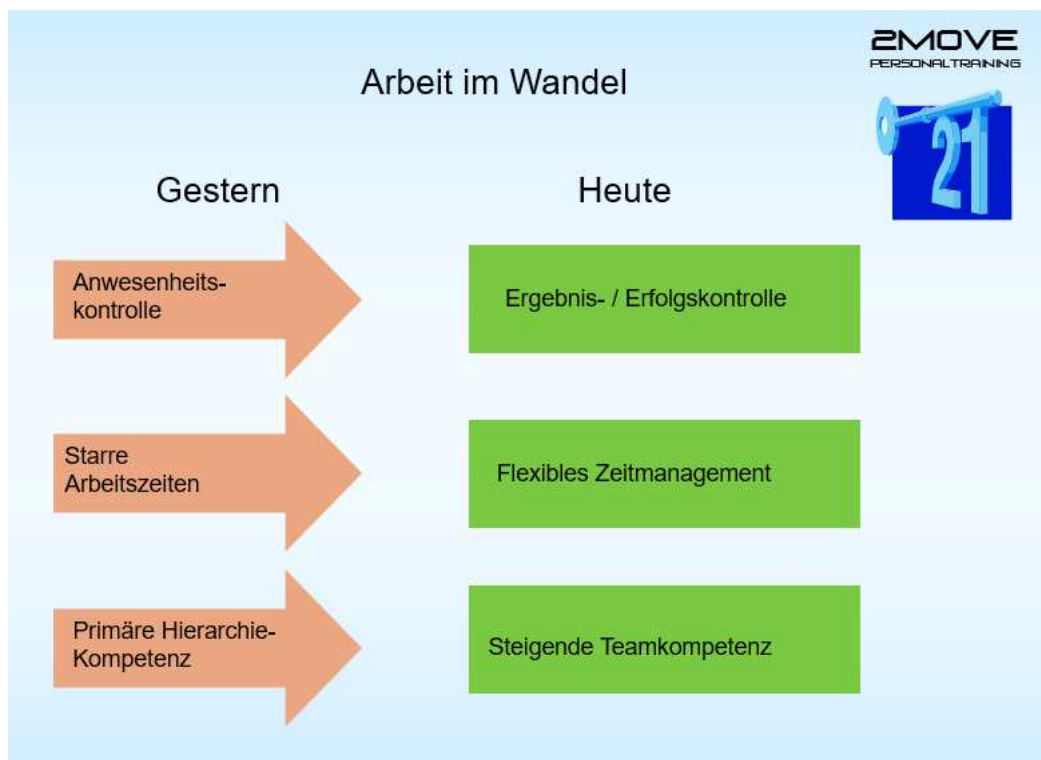 2MOVE
PERSONALTRAINING
21
Arbeit im Wandel
Gestern
Heute
Anwesenheits-
kontrolle
Ergebnis- / Erfolgskontrolle
Starre
Arbeitszeiten
Flexibles Zeitmanagement
Primäre Hierarchie-
Kompetenz
Steigende Teamkompetenz